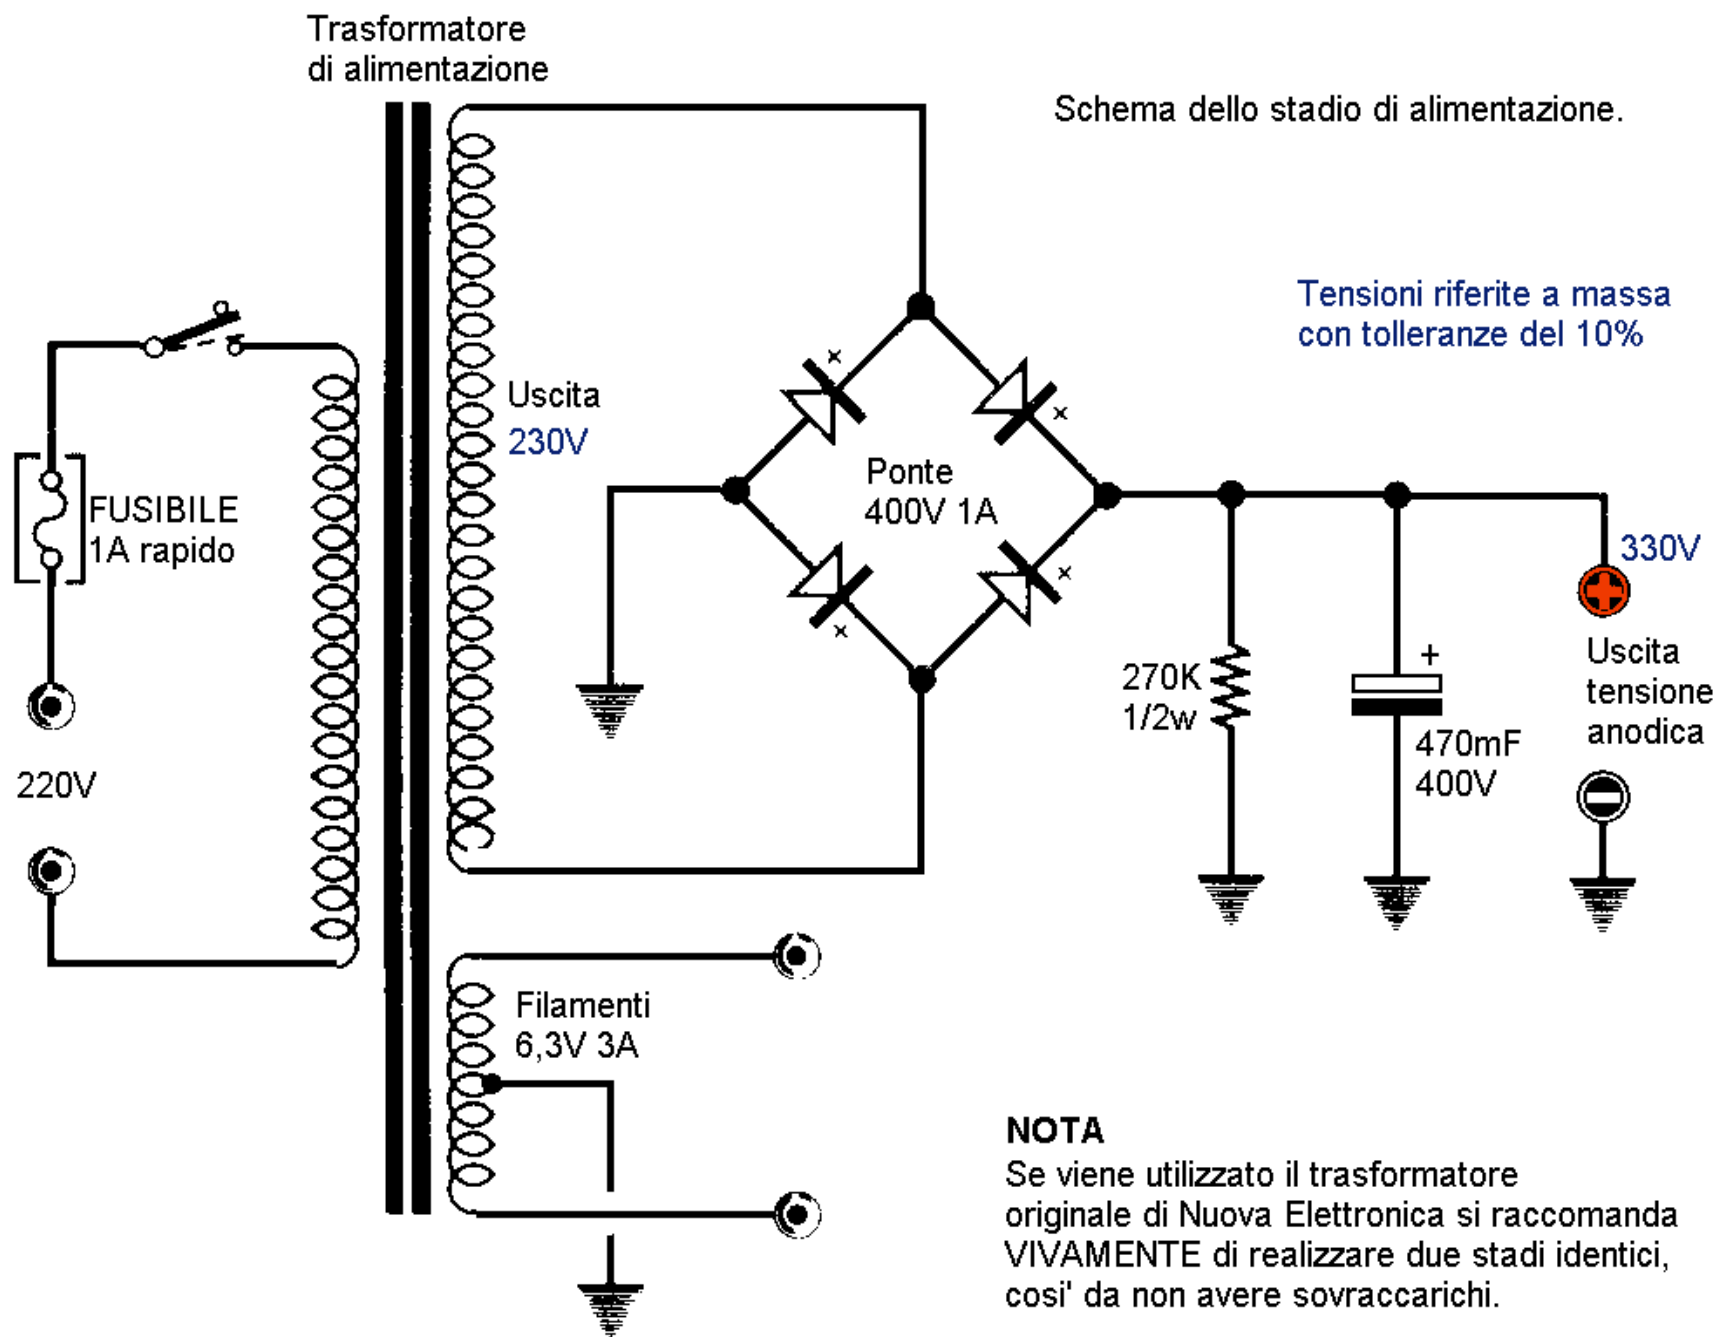 Trasformatore
di alimentazione
Schema dello stadio di alimentazione.
Tensioni riferite a massa
con tolleranze del 10%
Uscita
230V
Ponte
400V 1A
FUSIBILE
1A rapido
330V
Uscita
tensione
anodica
270K
1/2w
+
470mF
400V
220V
Filamenti
6,3V 3A
NOTA
Se viene utilizzato il trasformatore
originale di Nuova Elettronica si raccomanda
VIVAMENTE di realizzare due stadi identici,
cosi' da non avere sovraccarichi.